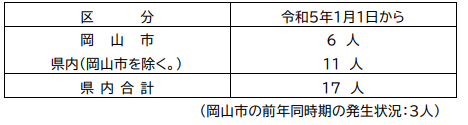 区　　分　令和5年1月1日から
岡　山　市　6　人
県内(岡山市を除く。)　11　人
県 内 合 計　17　人
(岡山市の前年同時期の発生状況:3人)